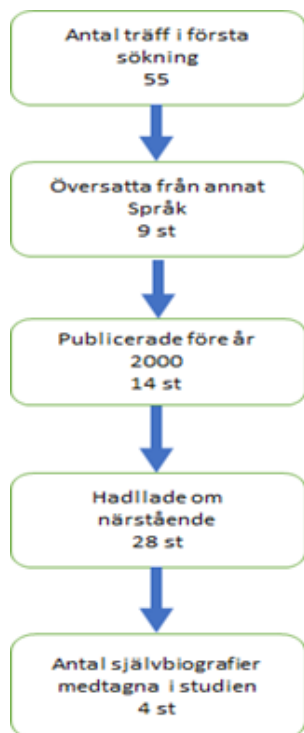 Antal träff i första
sökning
55
Översatta från annat
Språk
9 st
Publicerade före år
2000
14 st
Hadllade om
närstående
28 st
Antal självbiografier
medtagna i studien
4 st